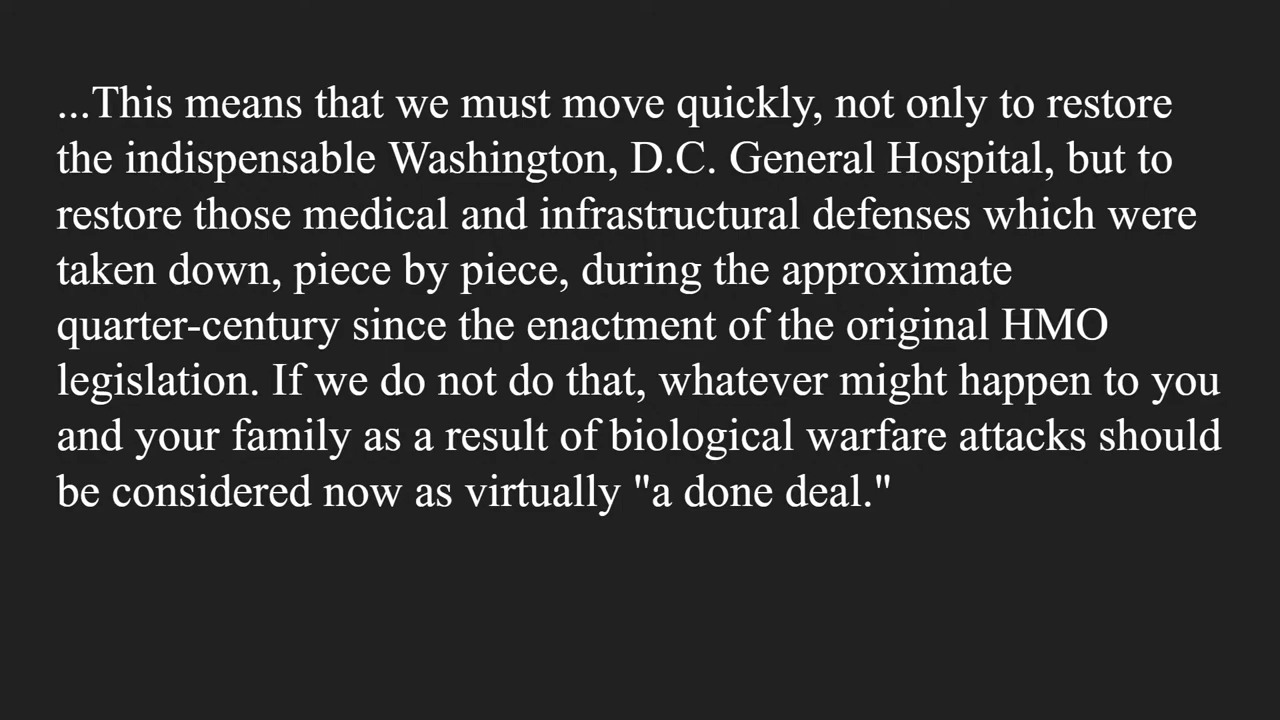 ...This means that we must move quickly, not only to restore
the indispensable Washington, D.C. General Hospital, but to
restore those medical and infrastructural defenses which were
taken down, piece by piece, during the approximate
quarter-century since the enactment of the original HMO
legislation. If we do not do that, whatever might happen to you
and your family as a result of biological warfare attacks should
be considered now as virtually "a done deal."